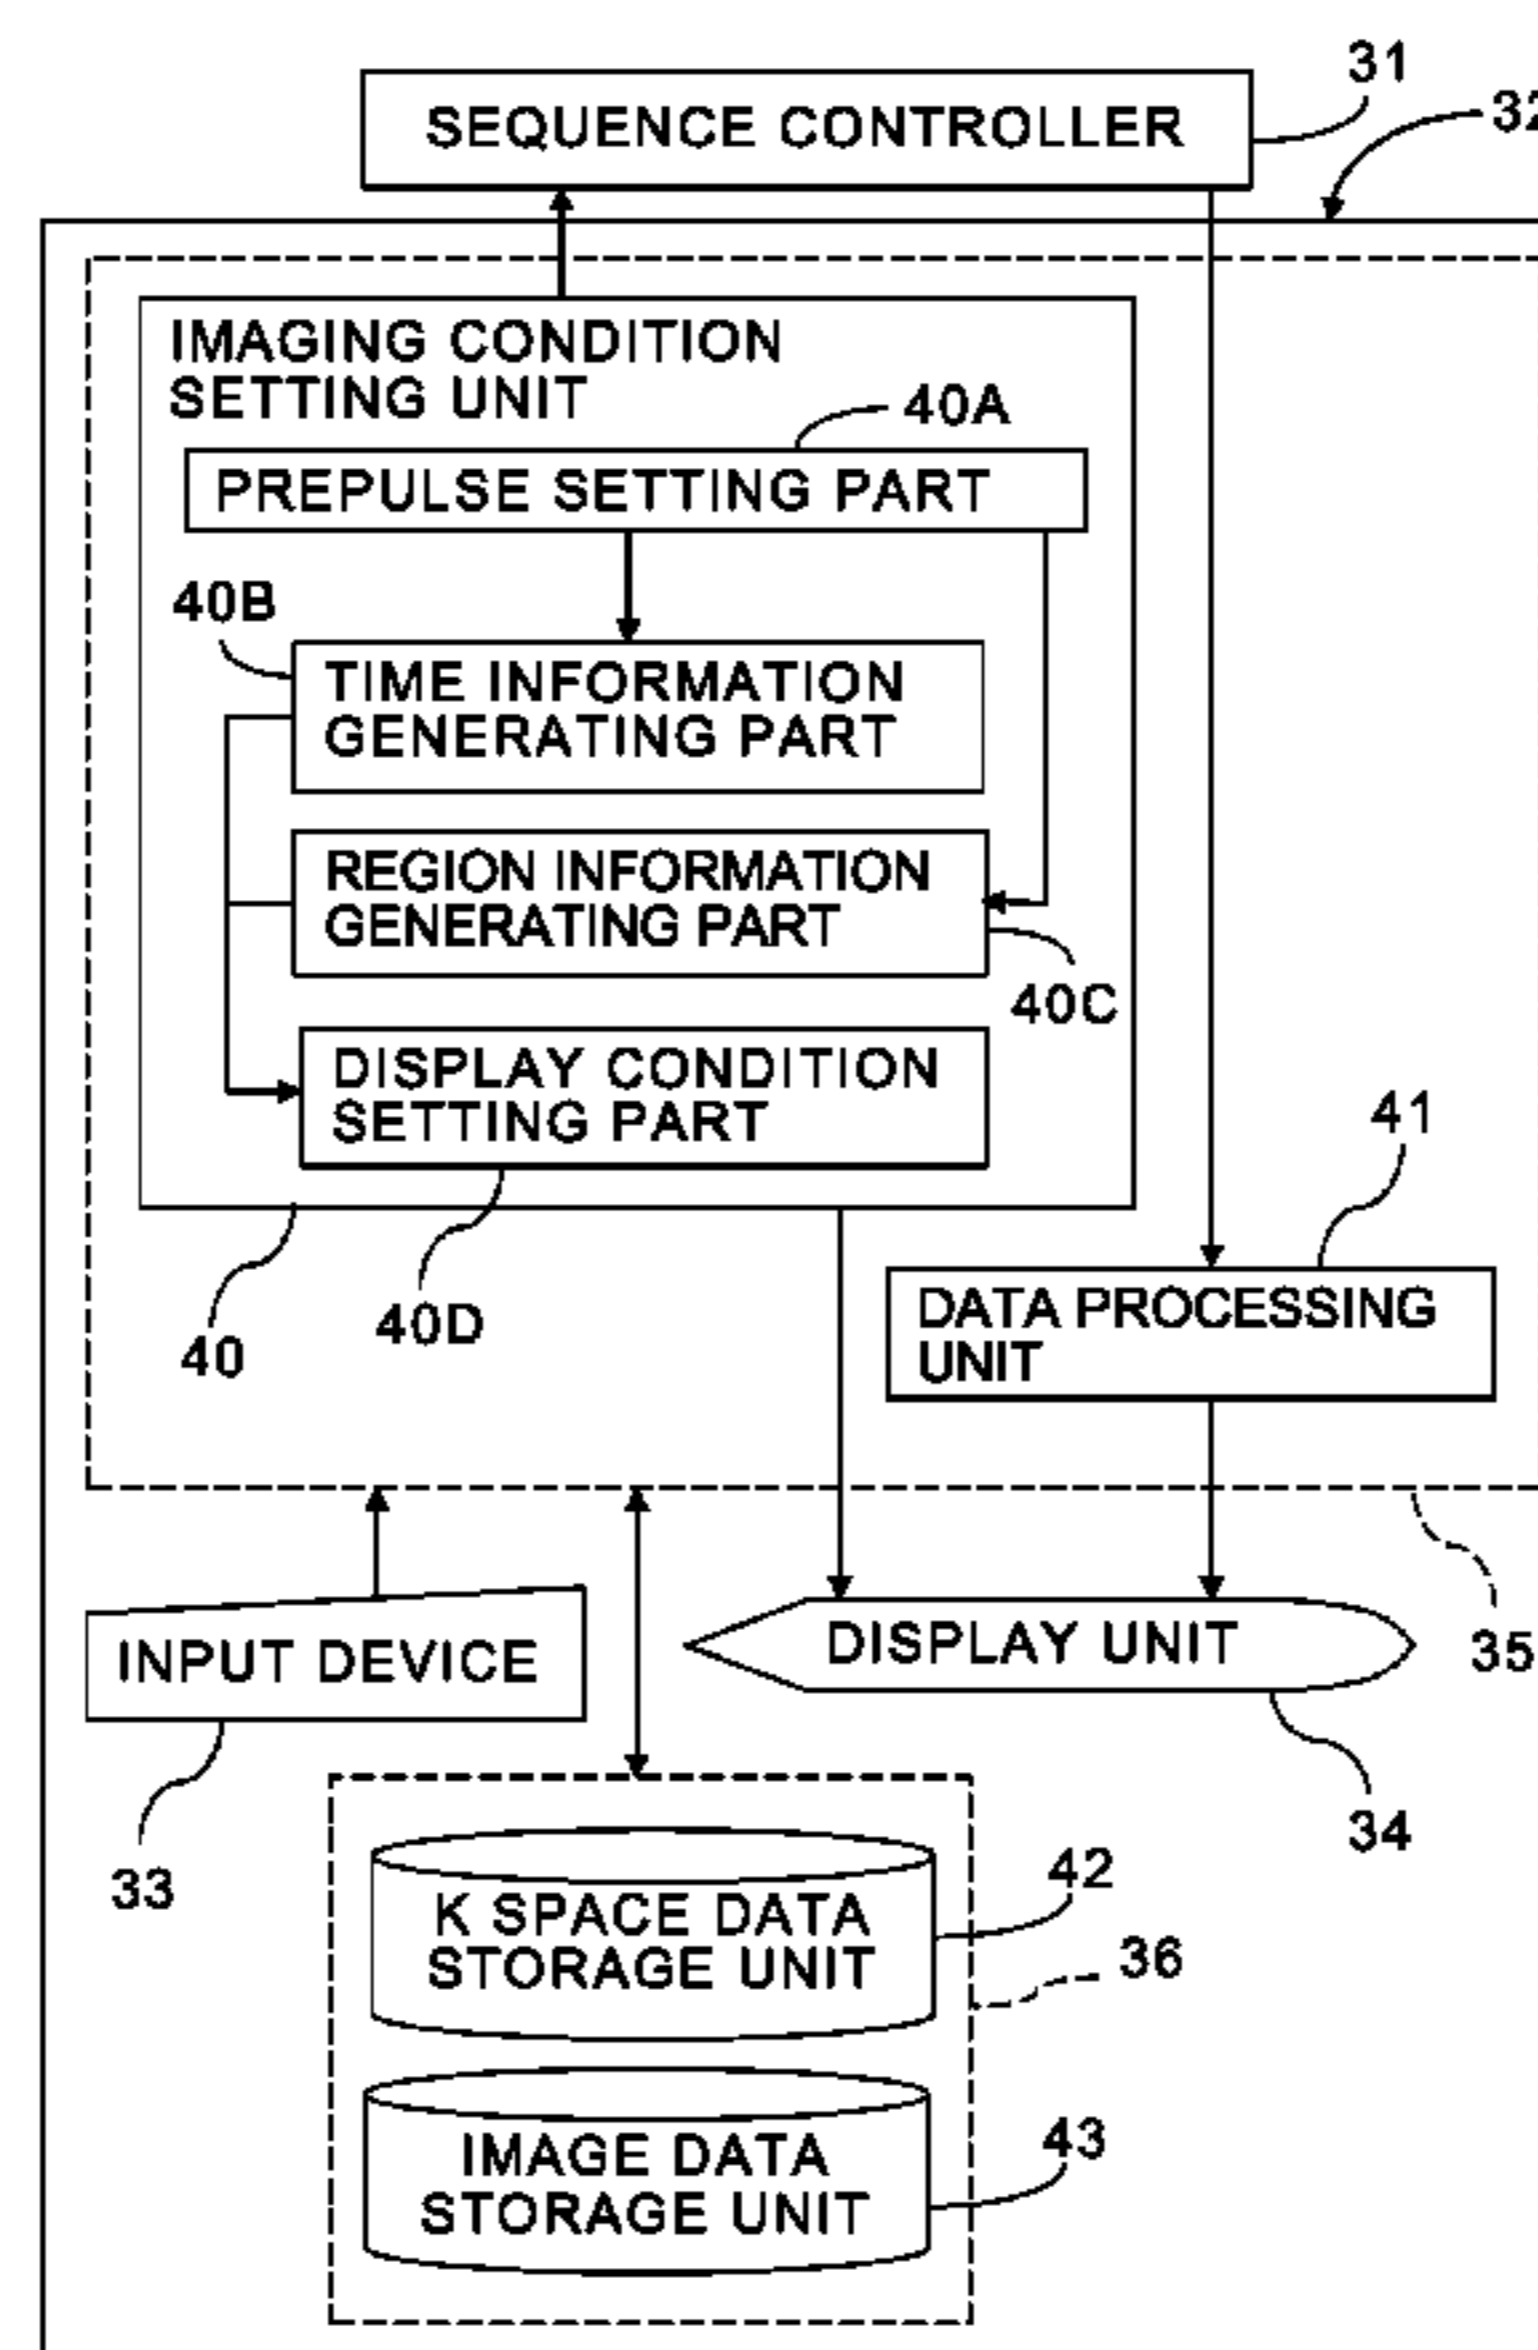 31
SEQUENCE CONTROLLER
32
IMAGING CONDITION
SETTING UNIT
40A
PREPULSE SETTING PART
40B
TIME INFORMATION
GENERATING PART
REGION INFORMATION
GENERATING PART
40C
DISPLAY CONDITION
SETTING PART
41
40D
40
DATA PROCESSING
UNIT
INPUT DEVICE
DISPLAY UNIT
35
33
34
K SPACE DATA
STORAGE UNIT
42
36
IMAGE DATA
STORAGE UNIT
43